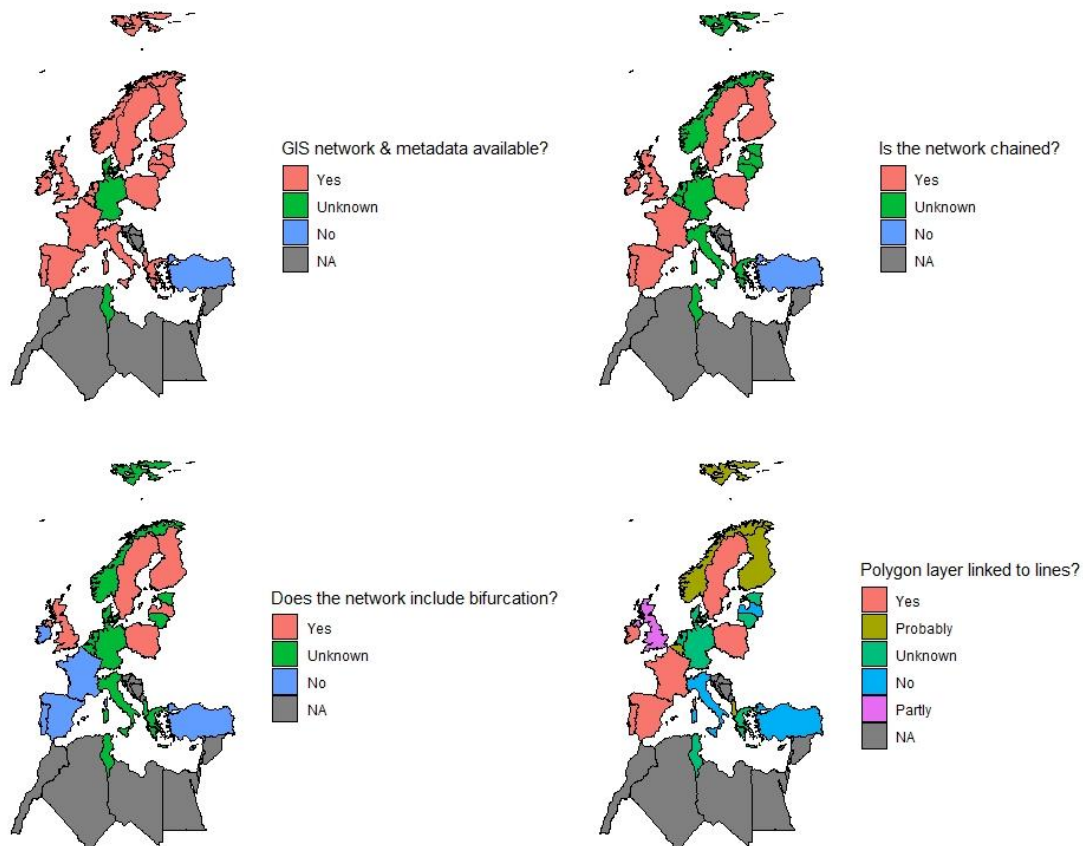 GIS network & metadata available?
Yes
Unknown
No
NA
Is the network chained?
Yes
Unknown
No
NA
Does the network include bifurcation?
Yes
Unknown
No
NA
Polygon layer linked to lines?
Yes
Probably
Unknown
No
Partly
NA